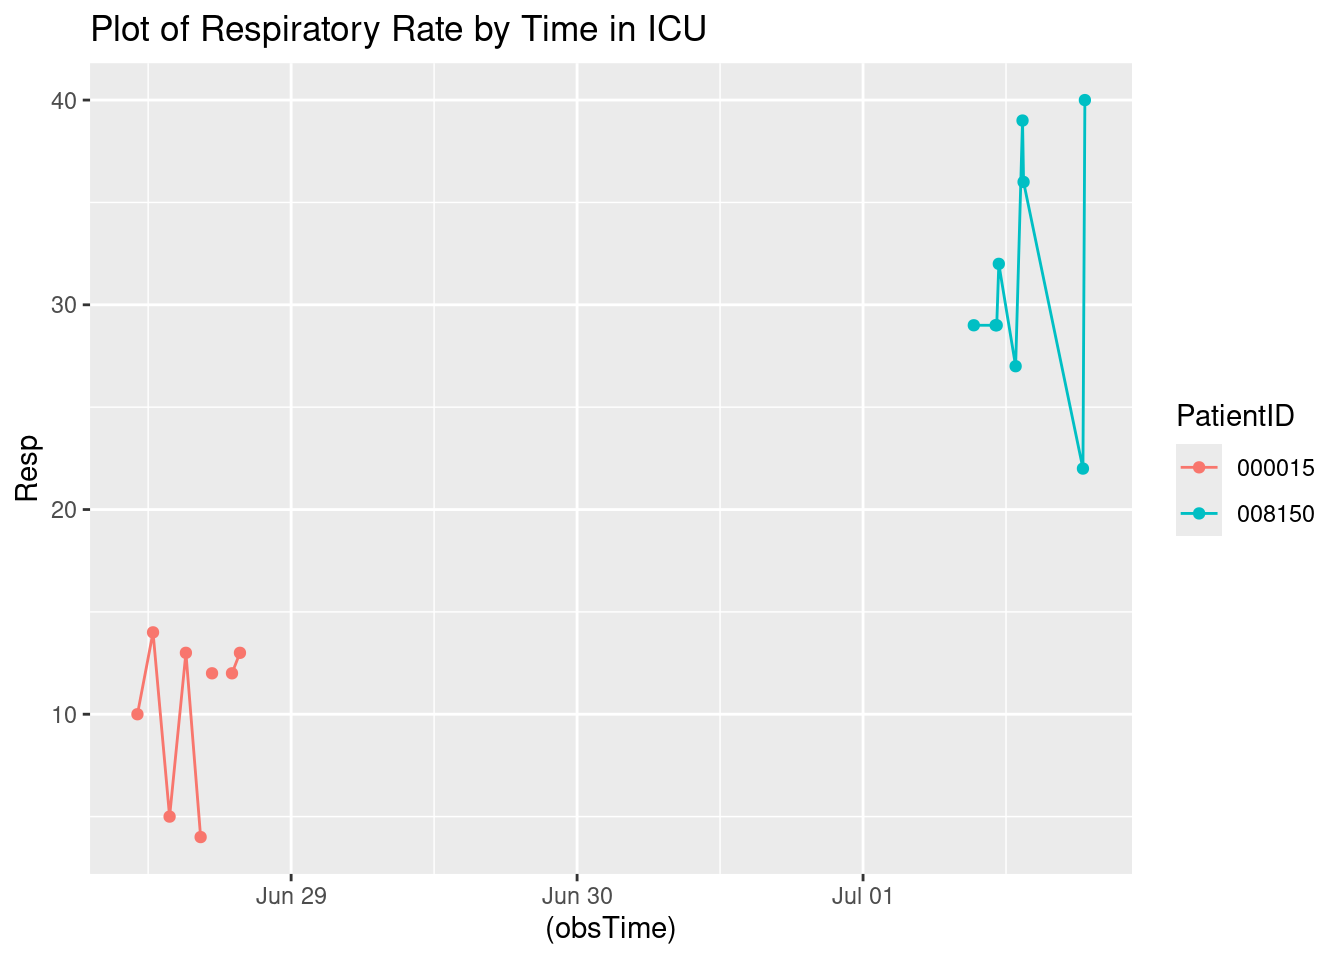 Plot of Respiratory Rate by Time in ICU
40
30
20
10
Resp
Jun 29
Jun 30
Jul 01
(obsTime)
PatientID
000015
008150